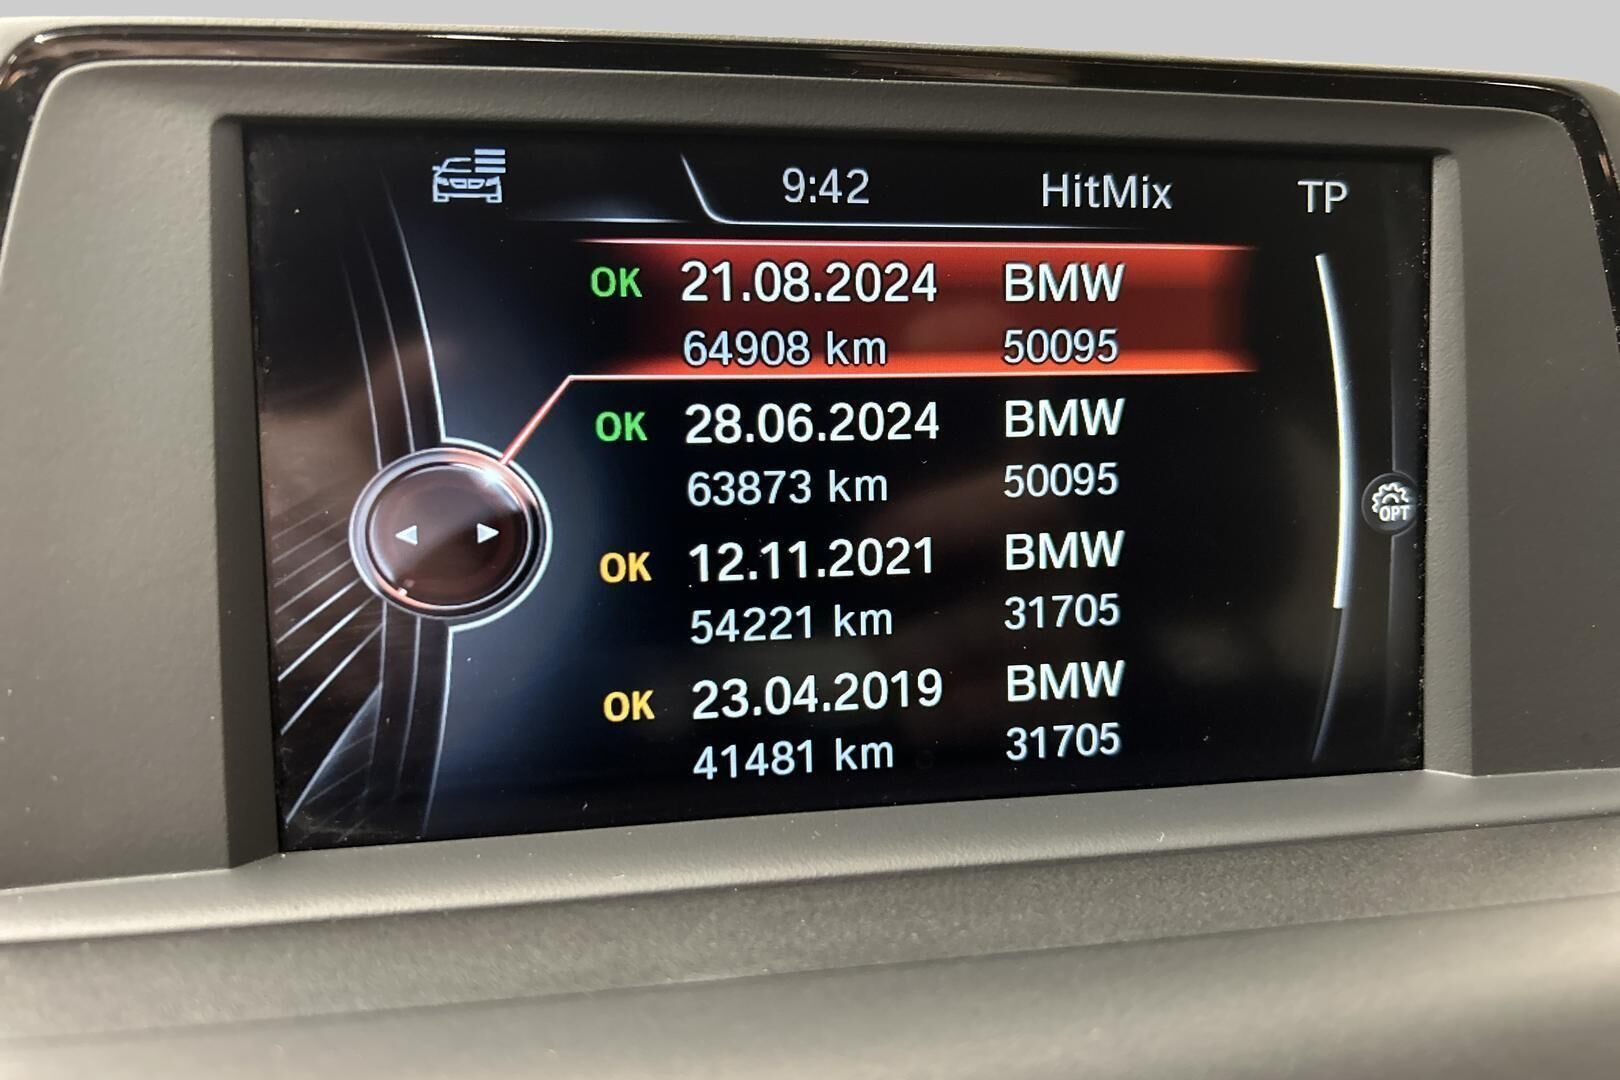 9:42 HitMix TP
OK 21.08.2024 BMW
64908 km 50095
OK 28.06.2024 BMW
63873 km 50095
OPT
OK 12.11.2021 BMW
54221 km 31705
OK 23.04.2019 BMW
41481 km 31705